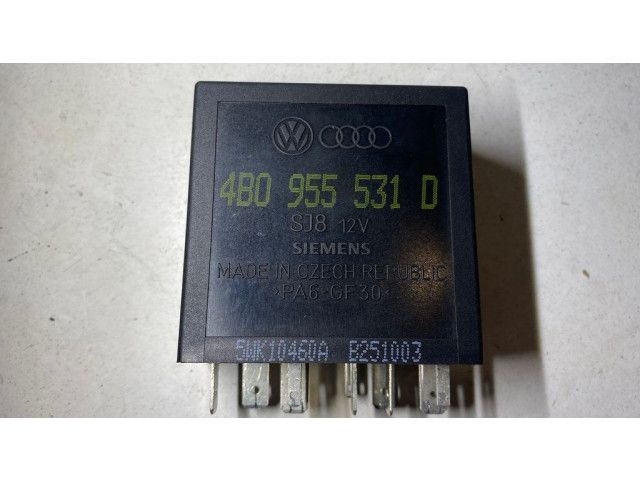 4B0 955 531 D
SJ8 12V
SIEMENS
MADE IN CZECH REPUBLIC
>PA6-GF30<
5WK10460A B251003